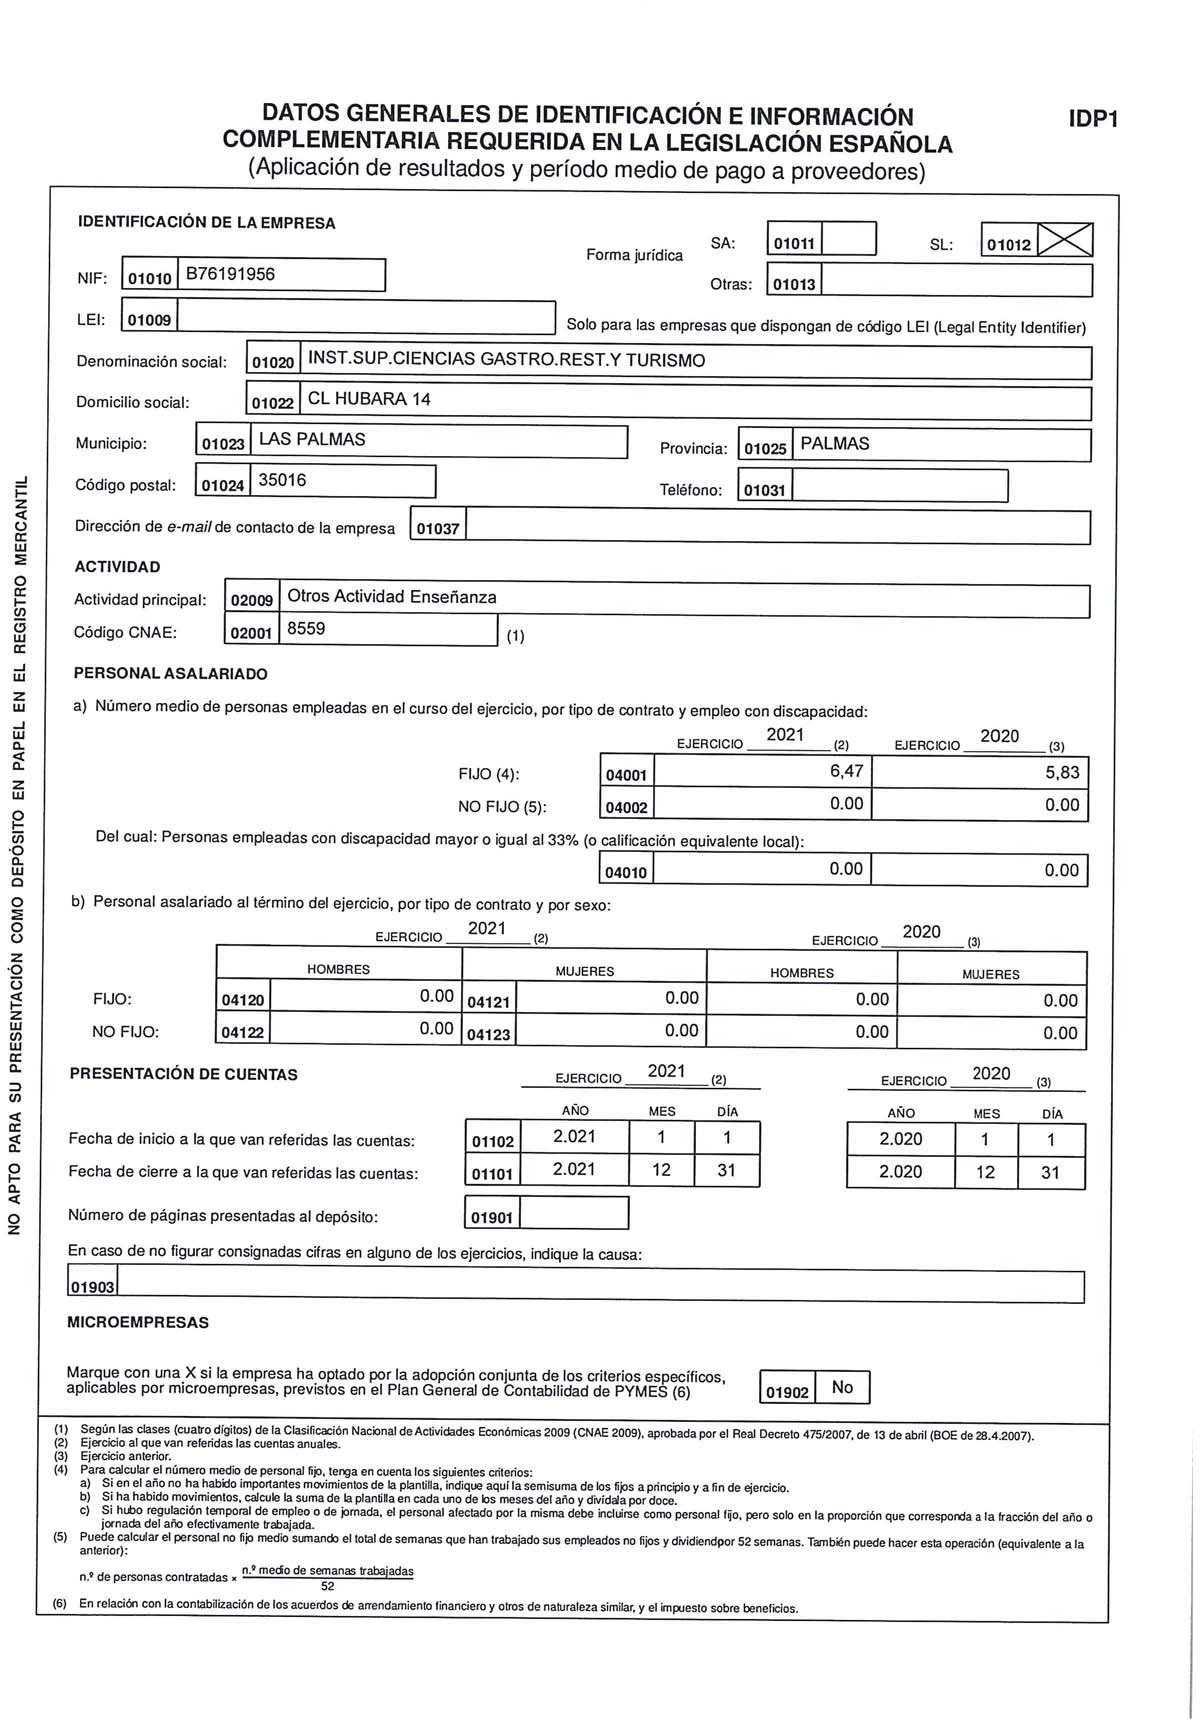 DATOS GENERALES DE IDENTIFICACIÓN E INFORMACIÓN
IDP1
COMPLEMENTARIA REQUERIDA EN LA LEGISLACIÓN ESPAÑOLA
(Aplicación de resultados y período medio de pago a proveedores)
IDENTIFICACIÓN DE LA EMPRESA
Forma jurídica SA: 01011 SL: 01012
NIF: 01010 B76191956
Otras: 01013
LEI: 01009 Solo para las empresas que dispongan de código LEI (Legal Entity Identifier)
Denominación social: 01020 INST.SUP.CIENCIAS GASTRO.REST.Y TURISMO
Domicilio social: 01022 CL HUBARA 14
Municipio: 01023 LAS PALMAS Provincia: 01025 PALMAS
Código postal: 01024 35016 Teléfono: 01031
Dirección de e-mail de contacto de la empresa 01037
ACTIVIDAD
Actividad principal: 02009 Otros Actividad Enseñanza
Código CNAE: 02001 8559 (1)
PERSONAL ASALARIADO
a) Número medio de personas empleadas en el curso del ejercicio, por tipo de contrato y empleo con discapacidad:
EJERCICIO 2021 (2) EJERCICIO 2020 (3)
FIJO (4): 04001 6,47 5,83
NO FIJO (5): 04002 0.00 0.00
Del cual: Personas empleadas con discapacidad mayor o igual al 33% (o calificación equivalente local):
04010 0.00 0.00
b) Personal asalariado al término del ejercicio, por tipo de contrato y por sexo:
EJERCICIO 2021 (2) EJERCICIO 2020 (3)
HOMBRES MUJERES HOMBRES MUJERES
FIJO: 04120 0.00 04121 0.00 0.00 0.00
NO FIJO: 04122 0.00 04123 0.00 0.00 0.00
PRESENTACIÓN DE CUENTAS EJERCICIO 2021 (2) EJERCICIO 2020 (3)
AÑO MES DÍA AÑO MES DÍA
Fecha de inicio a la que van referidas las cuentas: 01102 2.021 1 1 2.020 1 1
Fecha de cierre a la que van referidas las cuentas: 01101 2.021 12 31 2.020 12 31
Número de páginas presentadas al depósito: 01901
En caso de no figurar consignadas cifras en alguno de los ejercicios, indique la causa:
01903
MICROEMPRESAS
Marque con una X si la empresa ha optado por la adopción conjunta de los criterios específicos,
aplicables por microempresas, previstos en el Plan General de Contabilidad de PYMES (6) 01902 No
(1) Según las clases (cuatro dígitos) de la Clasificación Nacional de Actividades Económicas 2009 (CNAE 2009), aprobada por el Real Decreto 475/2007, de 13 de abril (BOE de 28.4.2007).
(2) Ejercicio al que van referidas las cuentas anuales.
(3) Ejercicio anterior.
(4) Para calcular el número medio de personal fijo, tenga en cuenta los siguientes criterios:
a) Si en el año no ha habido importantes movimientos de la plantilla, indique aquí la semisuma de los fijos a principio y a fin de ejercicio.
b) Si ha habido movimientos, calcule la suma de la plantilla en cada uno de los meses del año y divídala por doce.
c) Si hubo regulación temporal de empleo o de jornada, el personal afectado por la misma debe incluirse como personal fijo, pero solo en la proporción que corresponda a la fracción del año o
jornada del año efectivamente trabajada.
(5) Puede calcular el personal no fijo medio sumando el total de semanas que han trabajado sus empleados no fijos y dividiendpor 52 semanas. También puede hacer esta operación (equivalente a la
anterior):
n.º de personas contratadas × n.º medio de semanas trabajadas
52
(6) En relación con la contabilización de los acuerdos de arrendamiento financiero y otros de naturaleza similar, y el impuesto sobre beneficios.
NO APTO PARA SU PRESENTACIÓN COMO DEPÓSITO EN PAPEL EN EL REGISTRO MERCANTIL